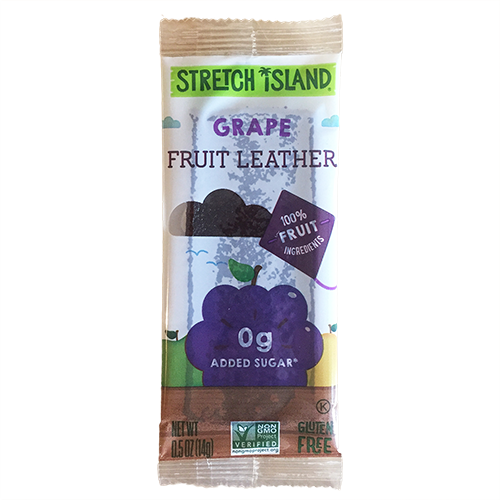 STRETCH ISLAND®
GRAPE
FRUIT LEATHER
100%
FRUIT
INGREDIENTS
0g
ADDED SUGAR*
K
NET WT
0.5 OZ (14g)
NON
GMO
Project
VERIFIED
nongmoproject.org
GLUTEN
FREE